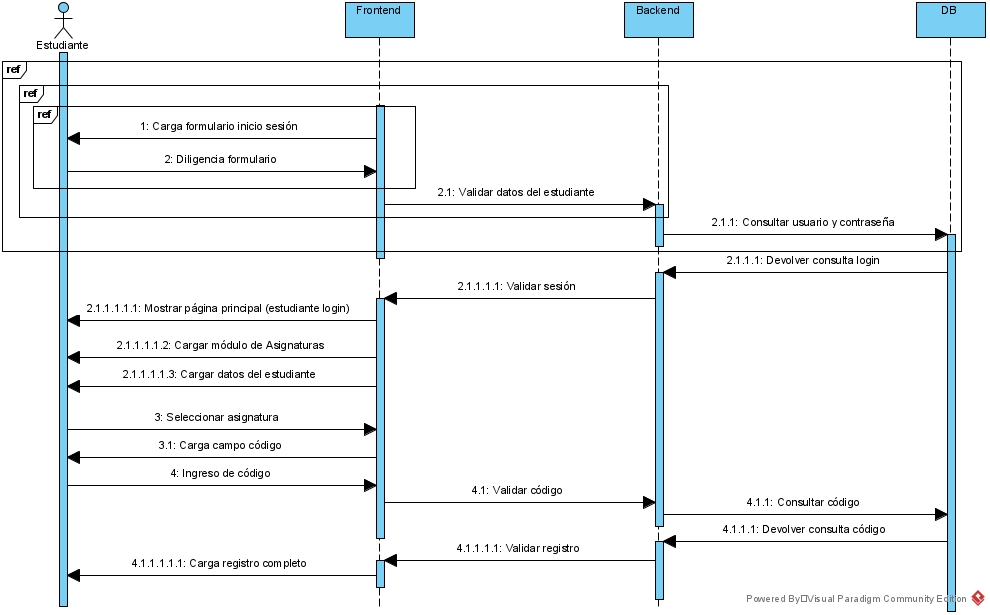 Frontend
Backend
DB
Estudiante
ref
ref
ref
1: Carga formulario inicio sesión
2: Diligencia formulario
2.1: Validar datos del estudiante
2.1.1: Consultar usuario y contraseña
2.1.1.1: Devolver consulta login
2.1.1.1.1: Validar sesión
2.1.1.1.1.1: Mostrar página principal (estudiante login)
2.1.1.1.1.2: Cargar módulo de Asignaturas
2.1.1.1.1.3: Cargar datos del estudiante
3: Seleccionar asignatura
3.1: Carga campo código
4: Ingreso de código
4.1: Validar código
4.1.1: Consultar código
4.1.1.1: Devolver consulta código
4.1.1.1.1: Validar registro
4.1.1.1.1.1: Carga registro completo
Powered By Visual Paradigm Community Edition